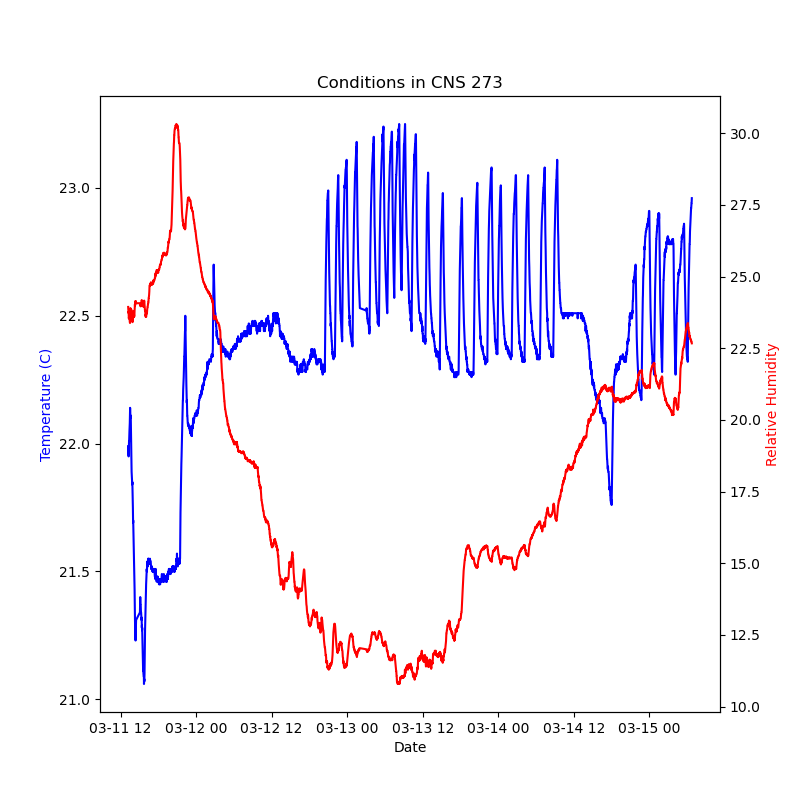 Conditions in CNS 273
23.0
22.5
22.0
21.5
21.0
Temperature (C)
30.0
27.5
25.0
22.5
20.0
17.5
15.0
12.5
10.0
Relative Humidity
03-11 12 03-12 00 03-12 12 03-13 00 03-13 12 03-14 00 03-14 12 03-15 00
Date